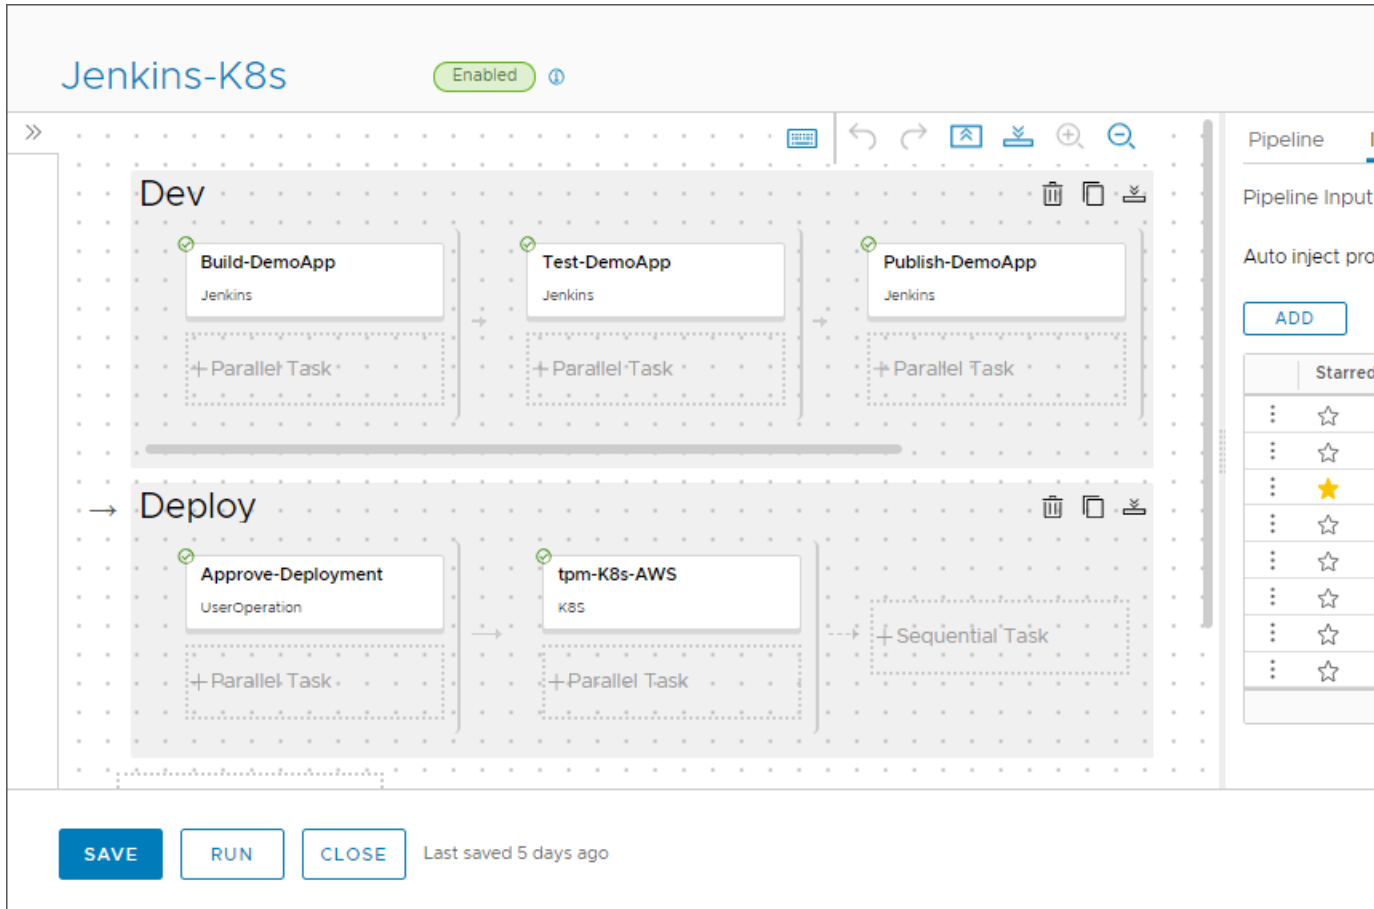 Jenkins-K8s
Enabled
Pipeline
Pipeline Input
Auto inject pro
ADD
Starred
Dev
Build-DemoApp
Jenkins
Test-DemoApp
Jenkins
Publish-DemoApp
Jenkins
+ Parallel Task
+ Parallel Task
+ Parallel Task
Deploy
Approve-Deployment
UserOperation
tpm-K8s-AWS
K8S
+ Sequential Task
+ Parallel Task
+ Parallel Task
SAVE
RUN
CLOSE
Last saved 5 days ago